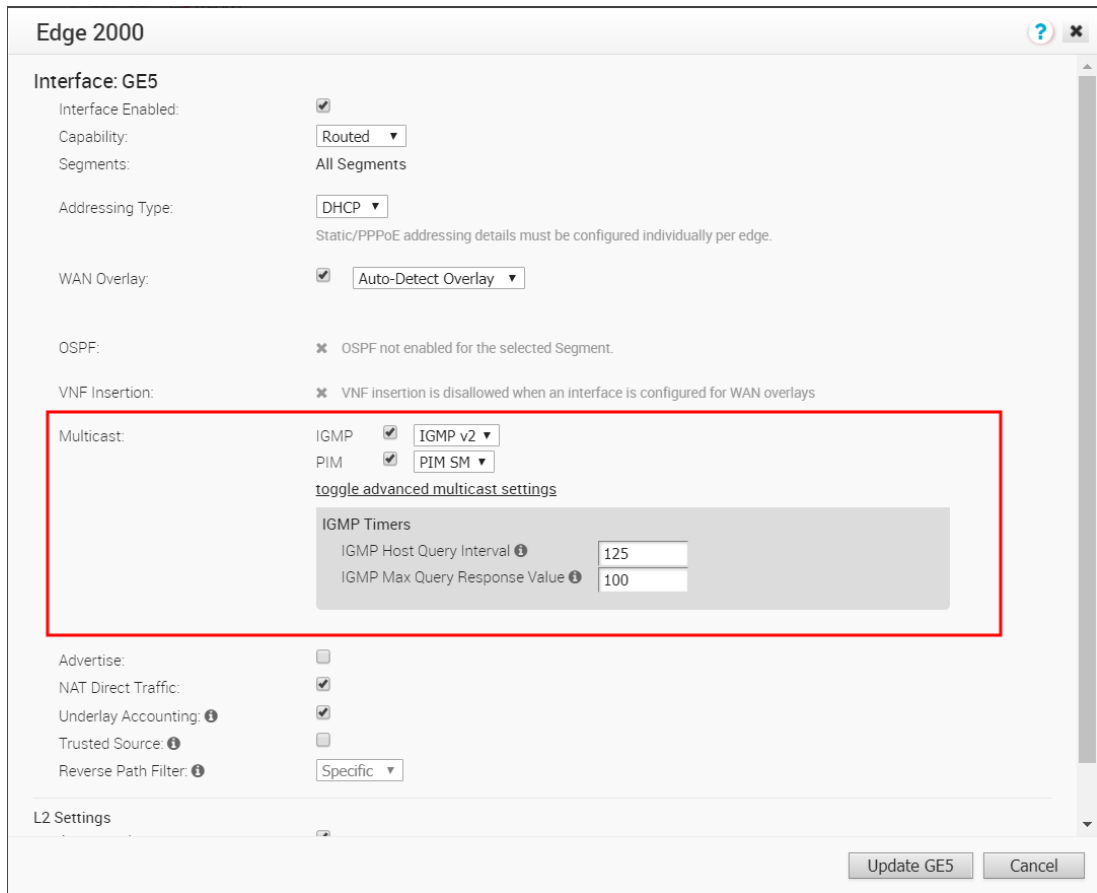 Edge 2000
Interface: GE5
Interface Enabled:
Capability: Routed
Segments: All Segments
Addressing Type: DHCP
Static/PPPoE addressing details must be configured individually per edge.
WAN Overlay: Auto-Detect Overlay
OSPF: OSPF not enabled for the selected Segment.
VNF Insertion: VNF insertion is disallowed when an interface is configured for WAN overlays
Multicast: IGMP IGMP v2
PIM PIM SM
toggle advanced multicast settings
IGMP Timers
IGMP Host Query Interval 125
IGMP Max Query Response Value 100
Advertise:
NAT Direct Traffic:
Underlay Accounting:
Trusted Source:
Reverse Path Filter: Specific
L2 Settings
Update GE5 Cancel